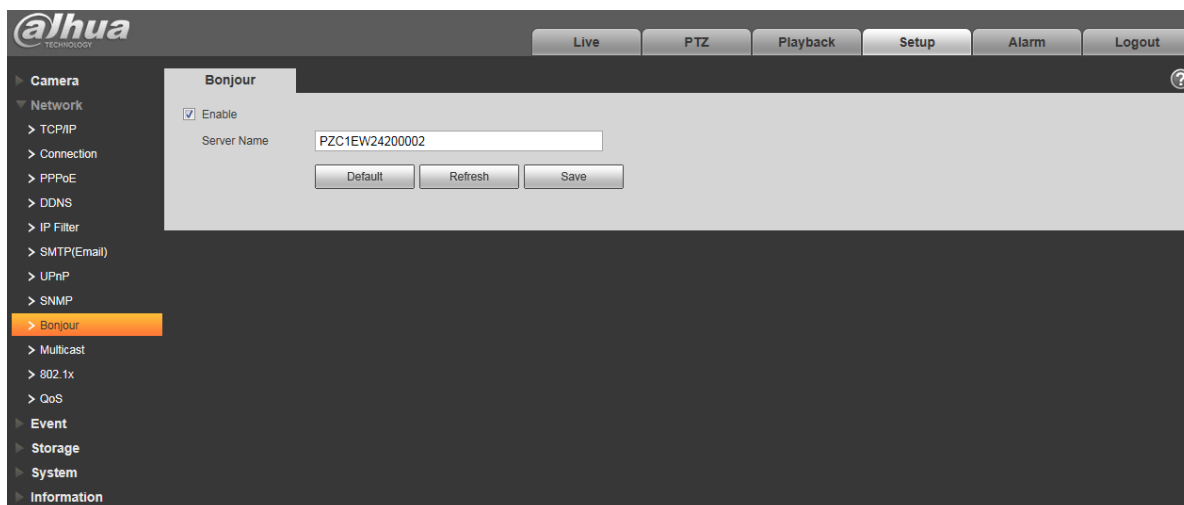 alhua
TECHNOLOGY
Live
PTZ
Playback
Setup
Alarm
Logout
Camera
Network
> TCP/IP
> Connection
> PPPoE
> DDNS
> IP Filter
> SMTP(Email)
> UPnP
> SNMP
> Bonjour
> Multicast
> 802.1x
> QoS
Event
Storage
System
Information
Bonjour
?
Enable
Server Name
PZC1EW24200002
Default
Refresh
Save